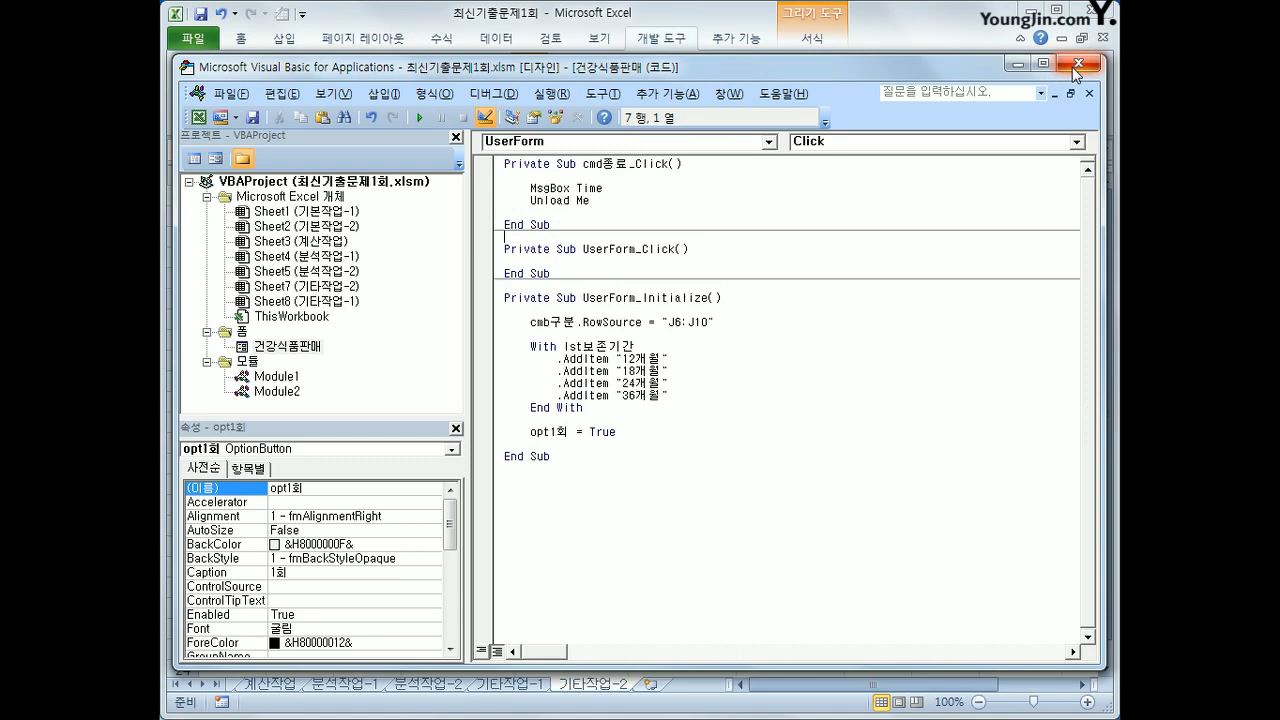 최신기출문제1회 - Microsoft Excel
그리기 도구
YoungJin.com Y.
파일 홈 삽입 페이지 레이아웃 수식 데이터 검토 보기 개발 도구 추가 기능 서식
Microsoft Visual Basic for Applications - 최신기출문제1회.xlsm [디자인] - [건강식품판매 (코드)]
파일(F) 편집(E) 보기(V) 삽입(I) 형식(O) 디버그(D) 실행(R) 도구(T) 추가 기능(A) 창(W) 도움말(H) 질문을 입력하십시오.
7 행, 1 열
프로젝트 - VBAProject
VBAProject (최신기출문제1회.xlsm)
Microsoft Excel 개체
Sheet1 (기본작업-1)
Sheet2 (기본작업-2)
Sheet3 (계산작업)
Sheet4 (분석작업-1)
Sheet5 (분석작업-2)
Sheet7 (기타작업-2)
Sheet8 (기타작업-1)
ThisWorkbook
폼
건강식품판매
모듈
Module1
Module2
속성 - opt1회
opt1회 OptionButton
사전순 항목별
(이름) opt1회
Accelerator
Alignment 1 - fmAlignmentRight
AutoSize False
BackColor &H8000000F&
BackStyle 1 - fmBackStyleOpaque
Caption 1회
ControlSource
ControlTipText
Enabled True
Font 굴림
ForeColor &H80000012&
GroupName
UserForm Click
Private Sub cmd종료_Click()
MsgBox Time
Unload Me
End Sub
Private Sub UserForm_Click()
End Sub
Private Sub UserForm_Initialize()
cmb구분.RowSource = "J6:J10"
With lst보존기간
.AddItem "12개월"
.AddItem "18개월"
.AddItem "24개월"
.AddItem "36개월"
End With
opt1회 = True
End Sub
계산작업 분석작업-1 분석작업-2 기타작업-1 기타작업-2
준비 100%